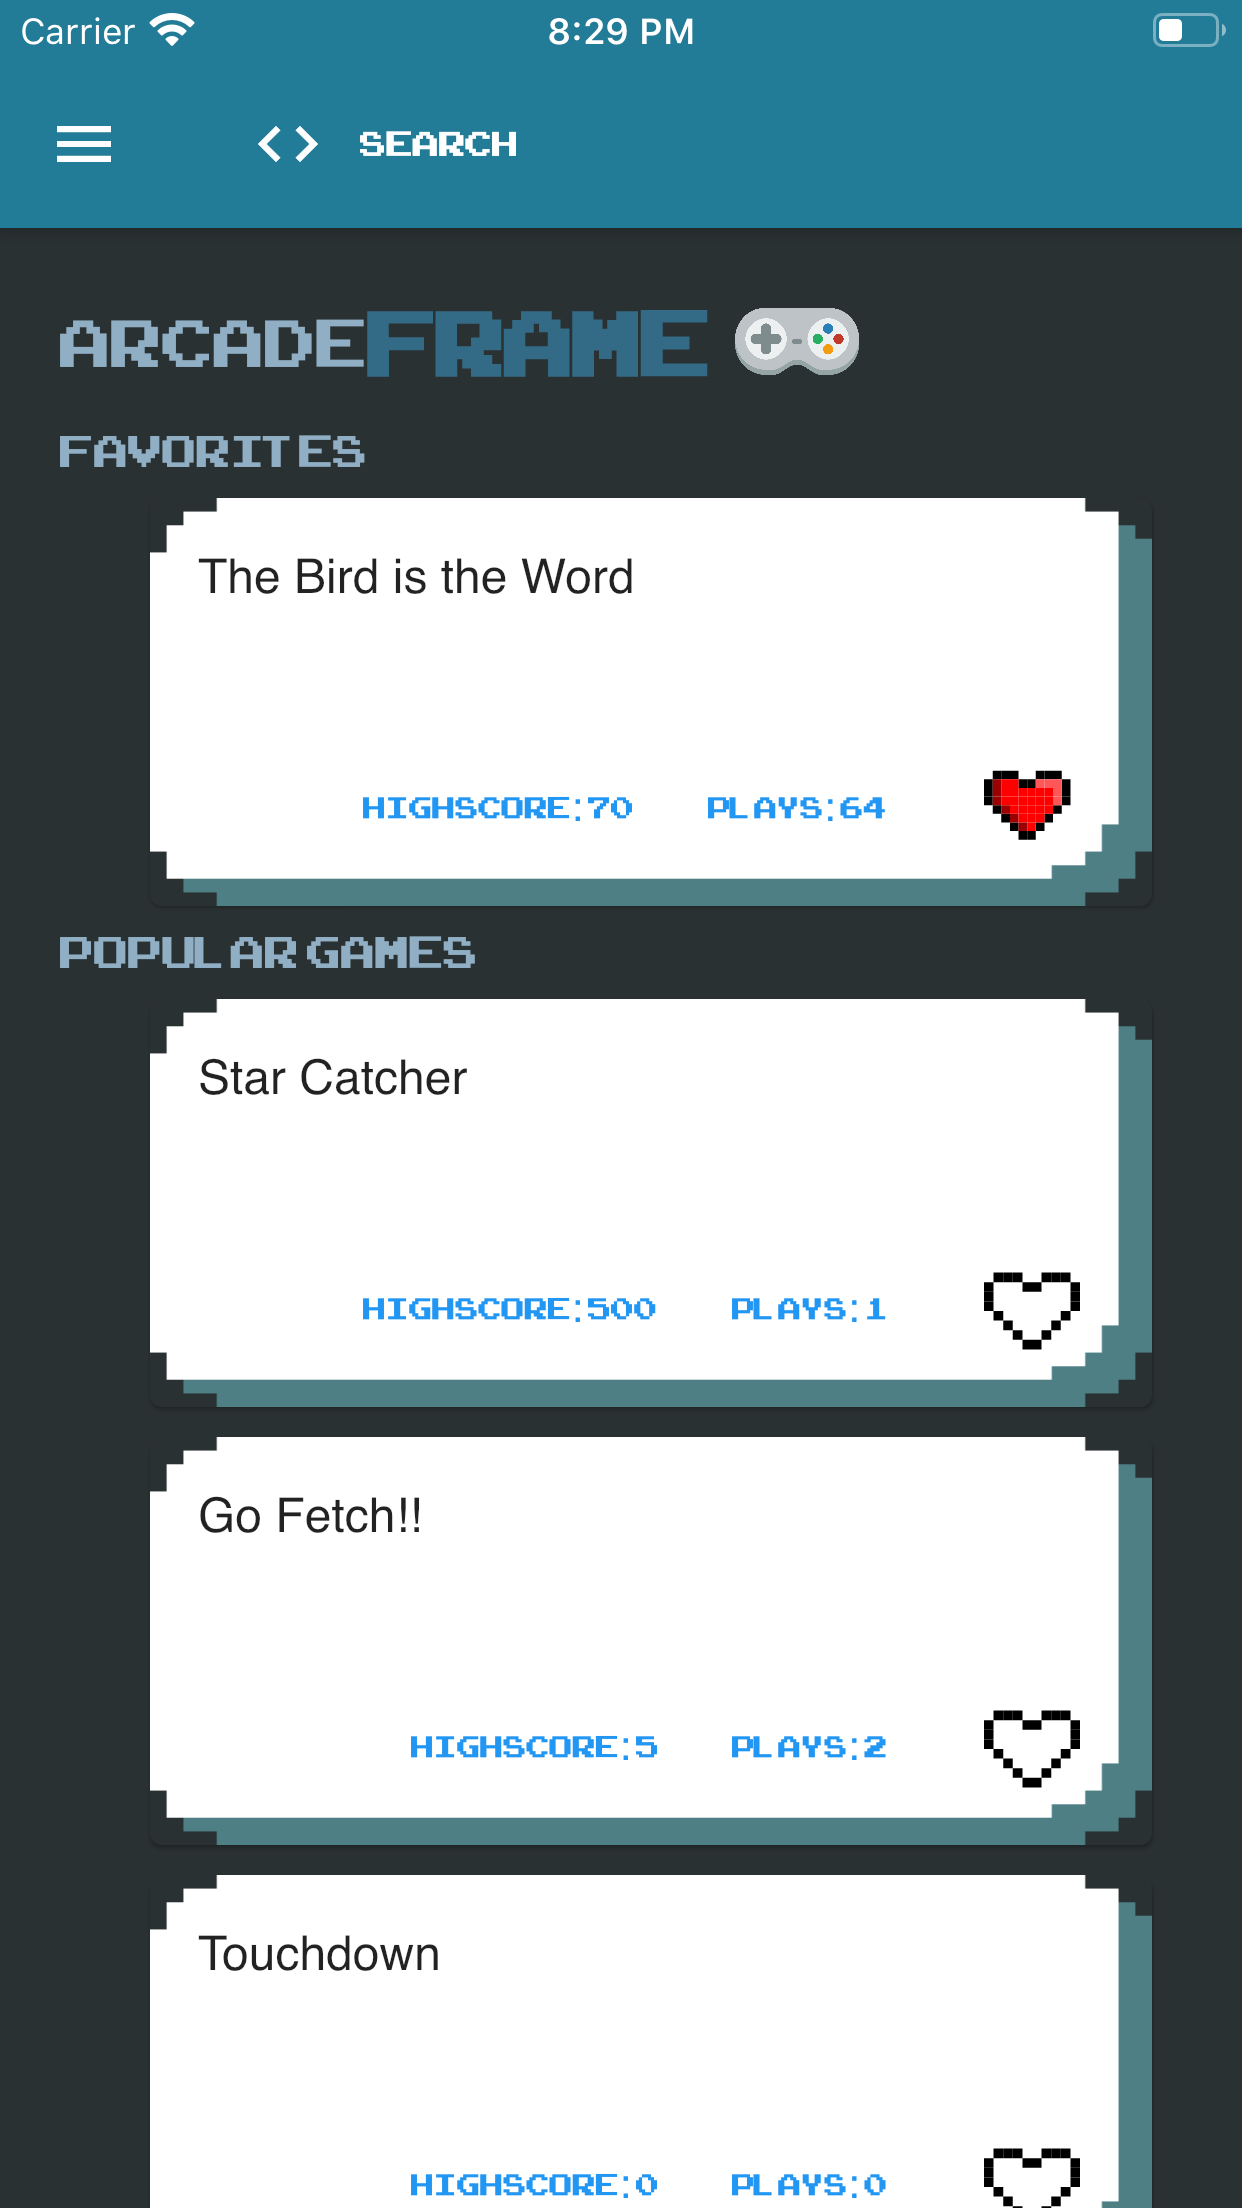 Carrier 8:29 PM
SEARCH
ARCADEFRAME
FAVORITES
The Bird is the Word
HIGHSCORE:70 PLAYS:64
POPULAR GAMES
Star Catcher
HIGHSCORE:500 PLAYS:1
Go Fetch!!
HIGHSCORE:5 PLAYS:2
Touchdown
HIGHSCORE:0 PLAYS:0